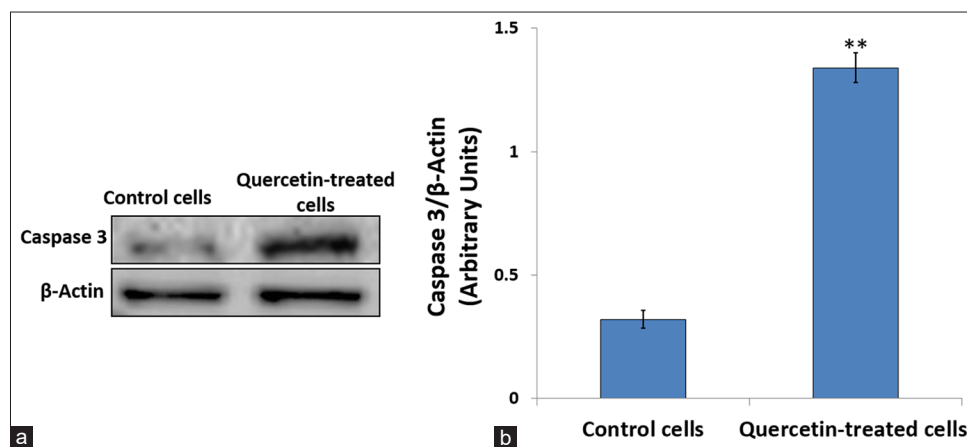 Control cells
Quercetin-treated
cells
Caspase 3
β-Actin
a
Caspase 3/β-Actin
(Arbitrary Units)
1.5
1
0.5
0
**
Control cells
Quercetin-treated cells
b